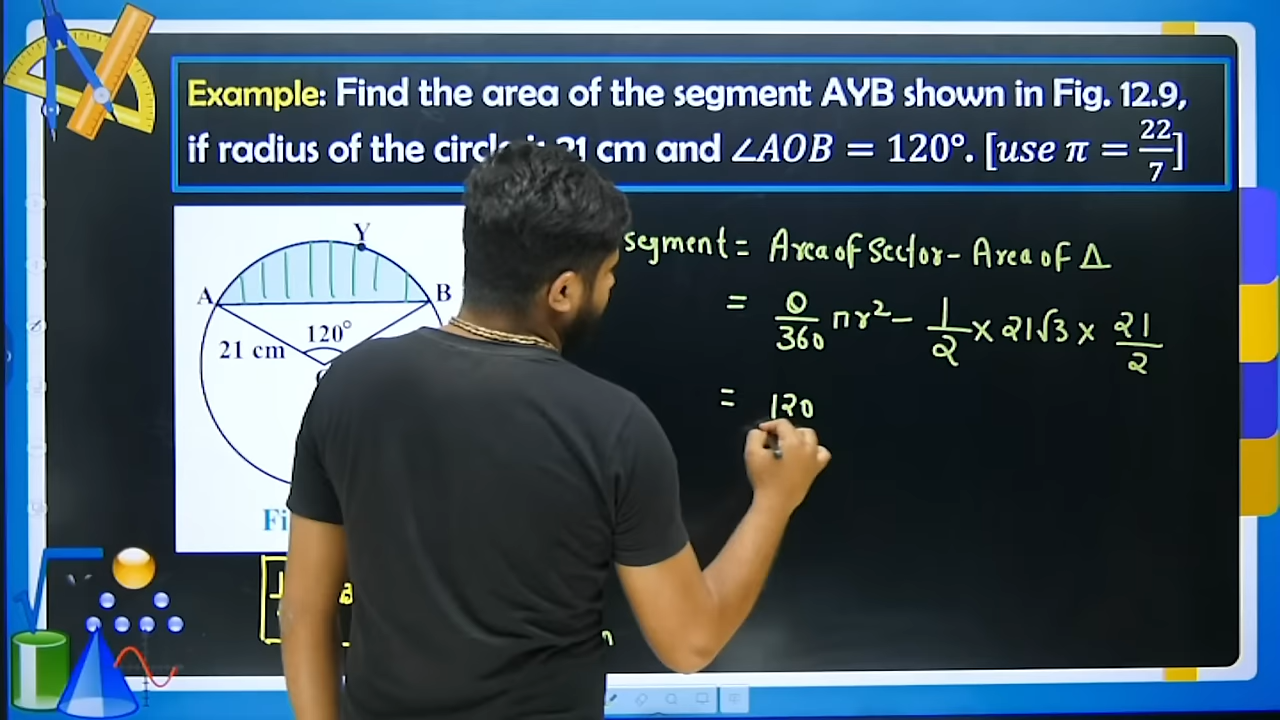 Example: Find the area of the segment AYB shown in Fig. 12.9,
if radius of the circle 21 cm and ∠AOB = 120°. [use π = 22/7]
Y
A
B
120°
21 cm
segment = Area of Sector - Area of Δ
= θ/360 πr² - 1/2 × 21√3 × 21/2
= 120